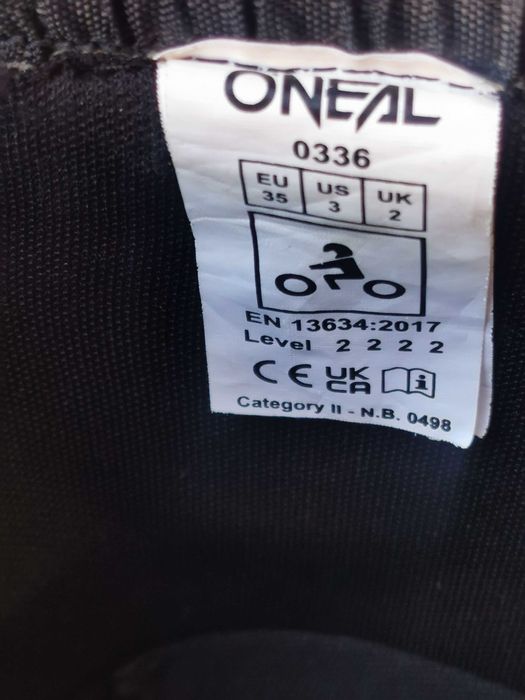 ONEAL
0336
EU US UK
35 3 2
EN 13634:2017
Level 2 2 2 2
CE UK CA i
Category II - N.B. 0498